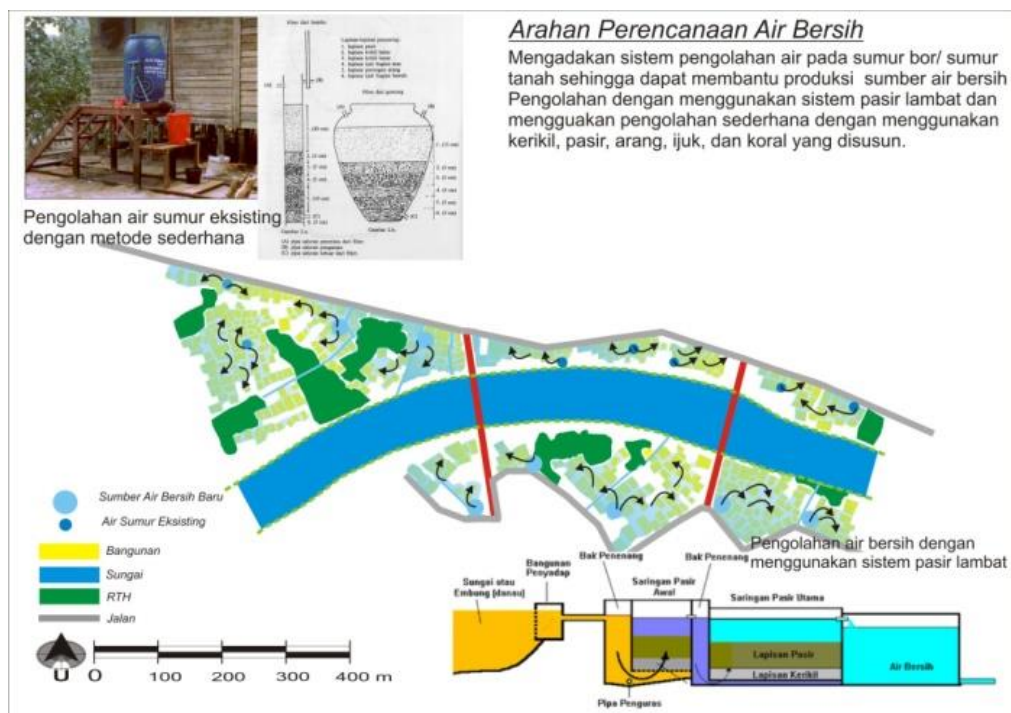 Arahan Perencanaan Air Bersih
Mengadakan sistem pengolahan air pada sumur bor/ sumur
tanah sehingga dapat membantu produksi sumber air bersih
Pengolahan dengan menggunakan sistem pasir lambat dan
mengguakan pengolahan sederhana dengan menggunakan
kerikil, pasir, arang, ijuk, dan koral yang disusun.
Pengolahan air sumur eksisting
dengan metode sederhana
Sumber Air Bersih Baru
Air Sumur Eksisting
Bangunan
Sungai
RTH
Jalan
U
0 100 200 300 400 m
Pengolahan air bersih dengan
menggunakan sistem pasir lambat
Bak Penenang
Bak Penenang
Bangunan
Penyadap
Sungai atau
Embung (danau)
Saringan Pasir
Awal
Saringan Pasir Utama
Lapisan Pasir
Lapisan Kerikil
Air Bersih
Pipa Penguras